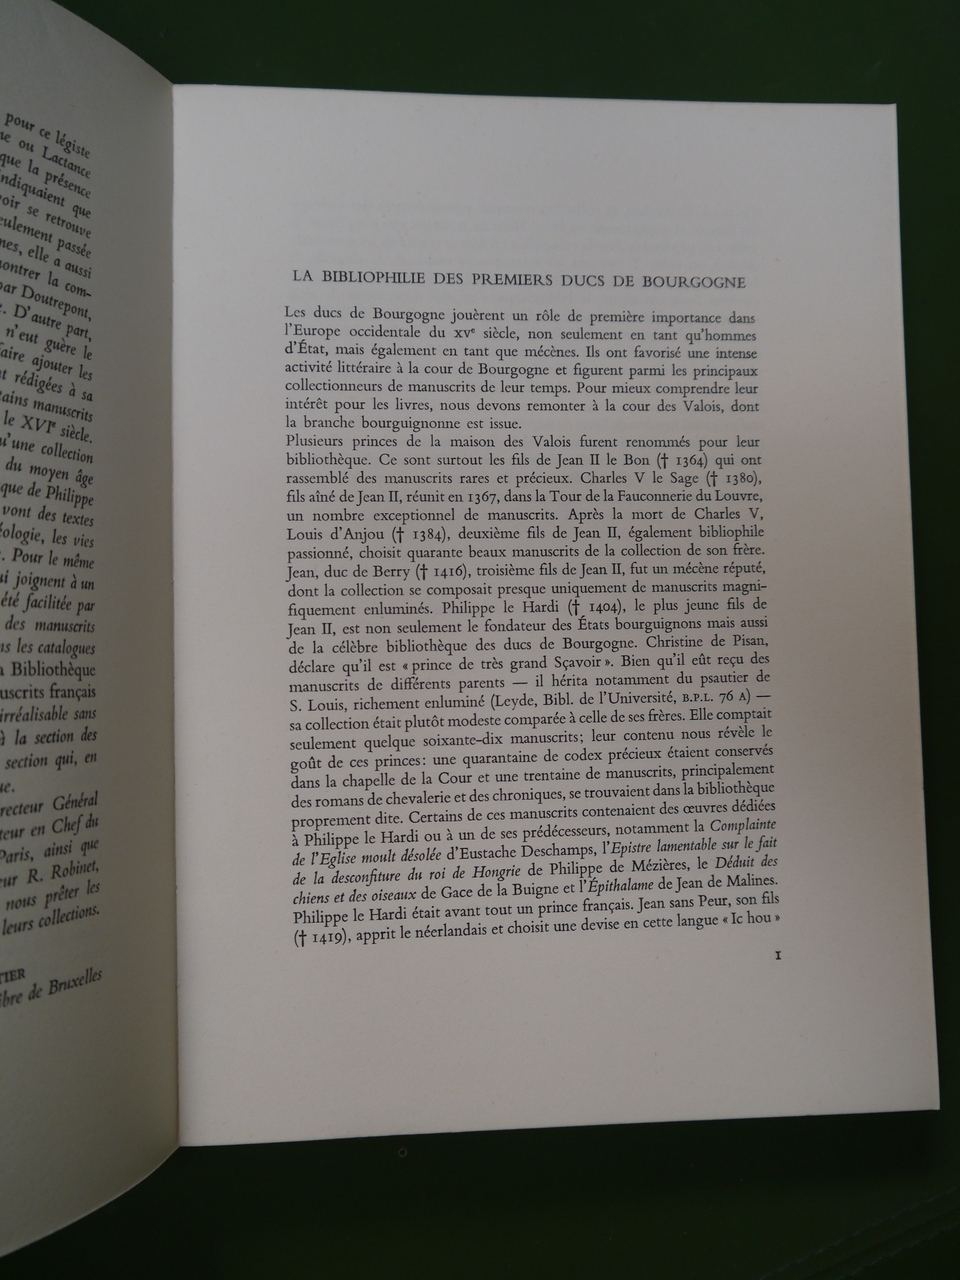 pour ce légiste
ou Lactance
que la présence
ndiquaient que
oir se retrouve
eulement passée
nes, elle a aussi
ontrer la com-
par Doutrepont,
. D'autre part,
n'eut guère le
faire ajouter les
t rédigées à sa
tains manuscrits
le XVIe siècle.
u'une collection
du moyen âge
que de Philippe
vont des textes
éologie, les vies
. Pour le même
ui joignent à un
été facilitée par
des manuscrits
ns les catalogues
a Bibliothèque
uscrits français
irréalisable sans
à la section des
section qui, en
ue.
recteur Général
teur en Chef du
Paris, ainsi que
eur R. Robinet,
nous prêter les
leurs collections.
TIER
ibre de Bruxelles
LA BIBLIOPHILIE DES PREMIERS DUCS DE BOURGOGNE
Les ducs de Bourgogne jouèrent un rôle de première importance dans
l'Europe occidentale du XVe siècle, non seulement en tant qu'hommes
d'État, mais également en tant que mécènes. Ils ont favorisé une intense
activité littéraire à la cour de Bourgogne et figurent parmi les principaux
collectionneurs de manuscrits de leur temps. Pour mieux comprendre leur
intérêt pour les livres, nous devons remonter à la cour des Valois, dont
la branche bourguignonne est issue.
Plusieurs princes de la maison des Valois furent renommés pour leur
bibliothèque. Ce sont surtout les fils de Jean II le Bon († 1364) qui ont
rassemblé des manuscrits rares et précieux. Charles V le Sage († 1380),
fils aîné de Jean II, réunit en 1367, dans la Tour de la Fauconnerie du Louvre,
un nombre exceptionnel de manuscrits. Après la mort de Charles V,
Louis d'Anjou († 1384), deuxième fils de Jean II, également bibliophile
passionné, choisit quarante beaux manuscrits de la collection de son frère.
Jean, duc de Berry († 1416), troisième fils de Jean II, fut un mécène réputé,
dont la collection se composait presque uniquement de manuscrits magni-
fiquement enluminés. Philippe le Hardi († 1404), le plus jeune fils de
Jean II, est non seulement le fondateur des États bourguignons mais aussi
de la célèbre bibliothèque des ducs de Bourgogne. Christine de Pisan,
déclare qu'il est « prince de très grand Sçavoir ». Bien qu'il eût reçu des
manuscrits de différents parents — il hérita notamment du psautier de
S. Louis, richement enluminé (Leyde, Bibl. de l'Université, B.P.L. 76 A) —
sa collection était plutôt modeste comparée à celle de ses frères. Elle comptait
seulement quelque soixante-dix manuscrits; leur contenu nous révèle le
goût de ces princes: une quarantaine de codex précieux étaient conservés
dans la chapelle de la Cour et une trentaine de manuscrits, principalement
des romans de chevalerie et des chroniques, se trouvaient dans la bibliothèque
proprement dite. Certains de ces manuscrits contenaient des œuvres dédiées
à Philippe le Hardi ou à un de ses prédécesseurs, notamment la Complainte
de l'Eglise moult désolée d'Eustache Deschamps, l'Epistre lamentable sur le fait
de la desconfiture du roi de Hongrie de Philippe de Mézières, le Déduit des
chiens et des oiseaux de Gace de la Buigne et l'Épithalame de Jean de Malines.
Philippe le Hardi était avant tout un prince français. Jean sans Peur, son fils
(† 1419), apprit le néerlandais et choisit une devise en cette langue « Ic hou »
1